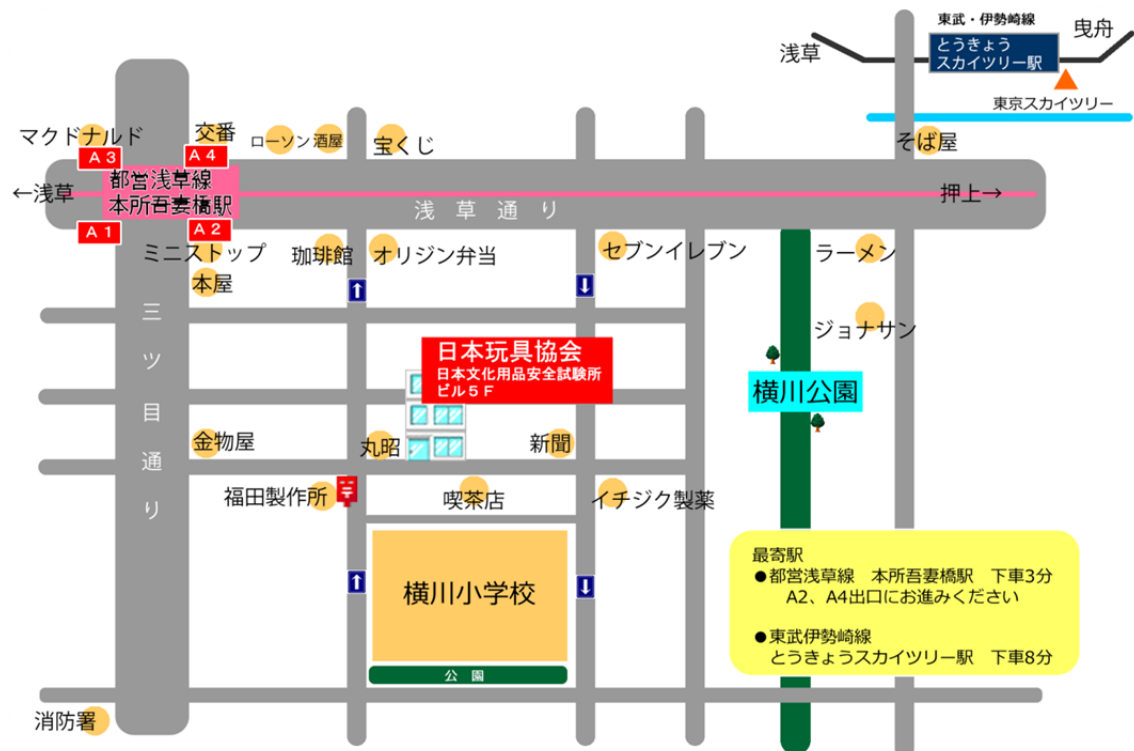 東武・伊勢崎線
曳舟
浅草
とうきょう
スカイツリー駅
東京スカイツリー
マクドナルド
交番
ローソン
酒屋
宝くじ
そば屋
A3
A4
←浅草
都営浅草線
本所吾妻橋駅
押上→
浅草通り
A1
A2
ミニストップ
珈琲館
オリジン弁当
セブンイレブン
ラーメン
本屋
三ツ目通り
ジョナサン
日本玩具協会
日本文化用品安全試験所
ビル5F
横川公園
金物屋
丸昭
新聞
福田製作所
喫茶店
イチジク製薬
横川小学校
公園
最寄駅
●都営浅草線 本所吾妻橋駅 下車3分
A2、A4出口にお進みください
●東武伊勢崎線
とうきょうスカイツリー駅 下車8分
消防署